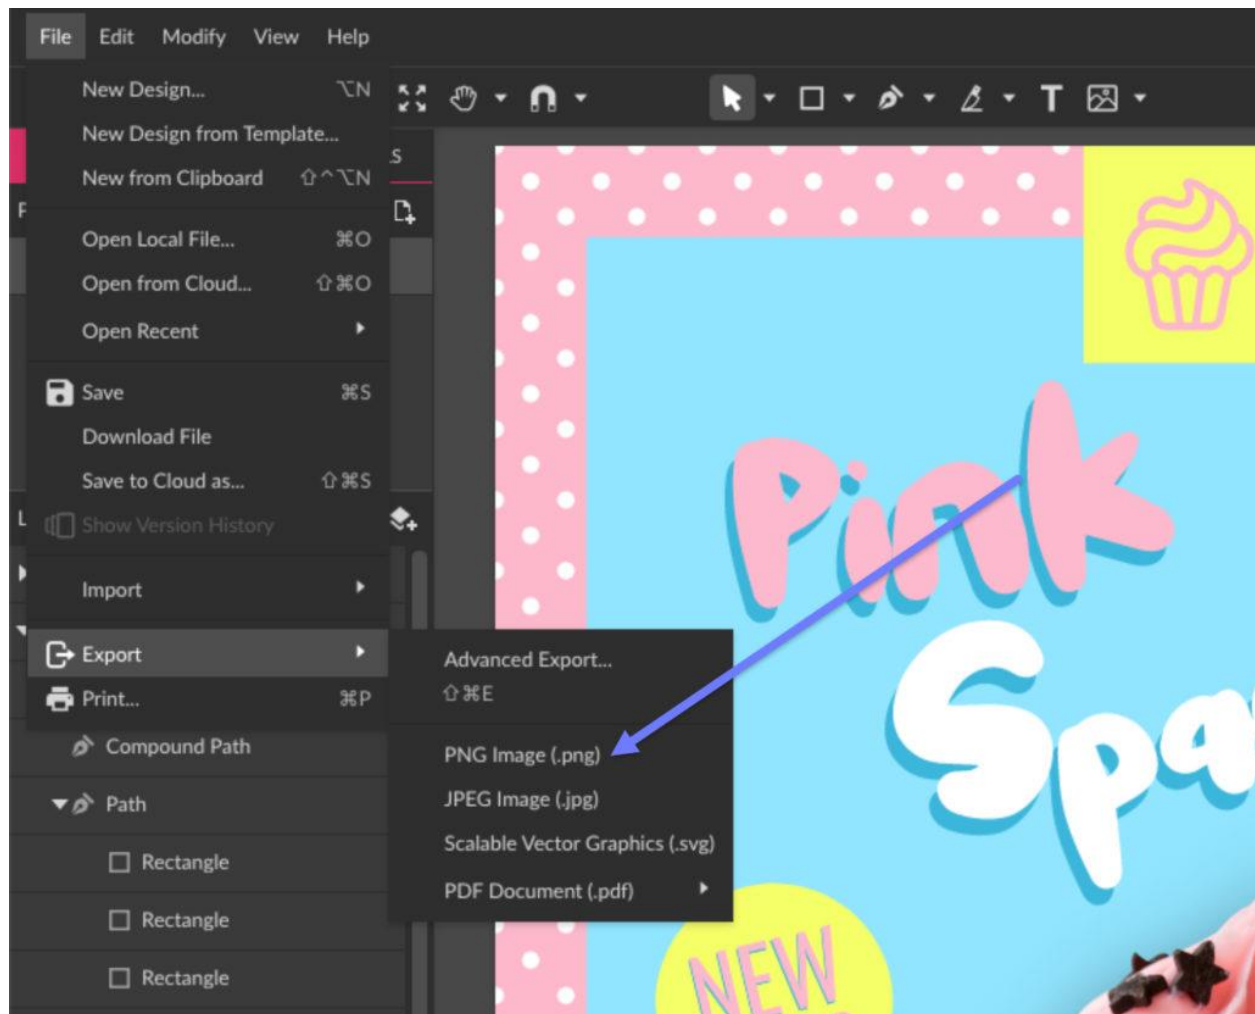 File Edit Modify View Help
New Design... ⌥N
New Design from Template...
New from Clipboard ⇧^⌥N
Open Local File... ⌘O
Open from Cloud... ⇧⌘O
Open Recent
Save ⌘S
Download File
Save to Cloud as... ⇧⌘S
Show Version History
Import
Export
Print... ⌘P
Advanced Export...
⇧⌘E
PNG Image (.png)
JPEG Image (.jpg)
Scalable Vector Graphics (.svg)
PDF Document (.pdf)
Compound Path
Path
Rectangle
Rectangle
Rectangle
Pink
Spa
NEW